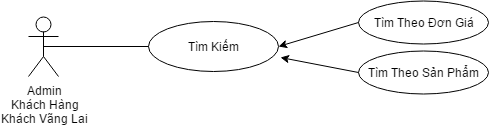 Tìm Theo Đơn Giá
Tìm Kiếm
Tìm Theo Sản Phẩm
Admin
Khách Hàng
Khách Vãng Lai